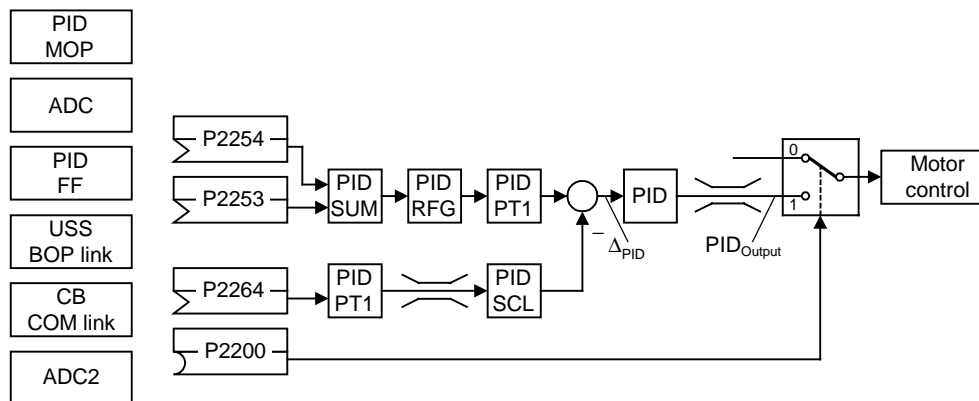 PID
MOP
ADC
PID
FF
USS
BOP link
CB
COM link
ADC2
P2254
P2253
P2264
P2200
PID
SUM
PID
RFG
PID
PT1
PID
PT1
PID
SCL
−
ΔPID
PID
PIDOutput
0
1
Motor
control